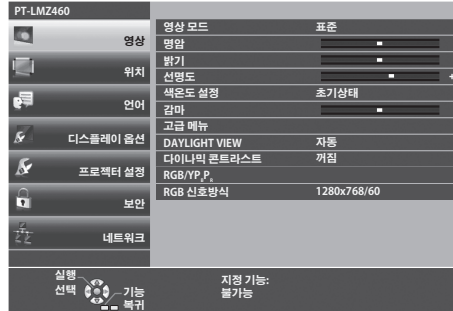 PT-LMZ460
영상
위치
언어
디스플레이 옵션
프로젝터 설정
보안
네트워크
영상 모드 표준
명암
밝기
선명도 +
색온도 설정 초기상태
감마
고급 메뉴
DAYLIGHT VIEW 자동
다이나믹 콘트라스트 꺼짐
RGB/YPBPR
RGB 신호방식 1280x768/60
실행
선택
기능
복귀
지정 기능:
불가능